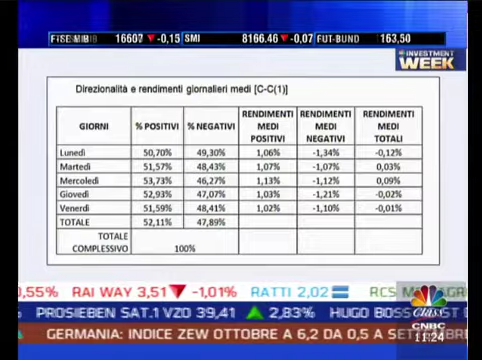 FTSE MIB 16607 -0,15 SMI 8166.46 -0,07 FUT-BUND 163,50
INVESTMENT
WEEK
Direzionalità e rendimenti giornalieri medi [C-C(1)]
GIORNI % POSITIVI % NEGATIVI RENDIMENTI MEDI POSITIVI RENDIMENTI MEDI NEGATIVI RENDIMENTI MEDI TOTALI
Lunedì 50,70% 49,30% 1,06% -1,34% -0,12%
Martedì 51,57% 48,43% 1,07% -1,07% 0,03%
Mercoledì 53,73% 46,27% 1,13% -1,12% 0,09%
Giovedì 52,93% 47,07% 1,03% -1,21% -0,02%
Venerdì 51,59% 48,41% 1,02% -1,10% -0,01%
TOTALE 52,11% 47,89%
TOTALE COMPLESSIVO 100%
0,55% RAI WAY 3,51 -1,01% RATTI 2,02 RCS
PROSIEBEN SAT.1 VZO 39,41 2,83% HUGO BOSS
GERMANIA: INDICE ZEW OTTOBRE A 6,2 DA 0,5 A
Class
CNBC
11:24